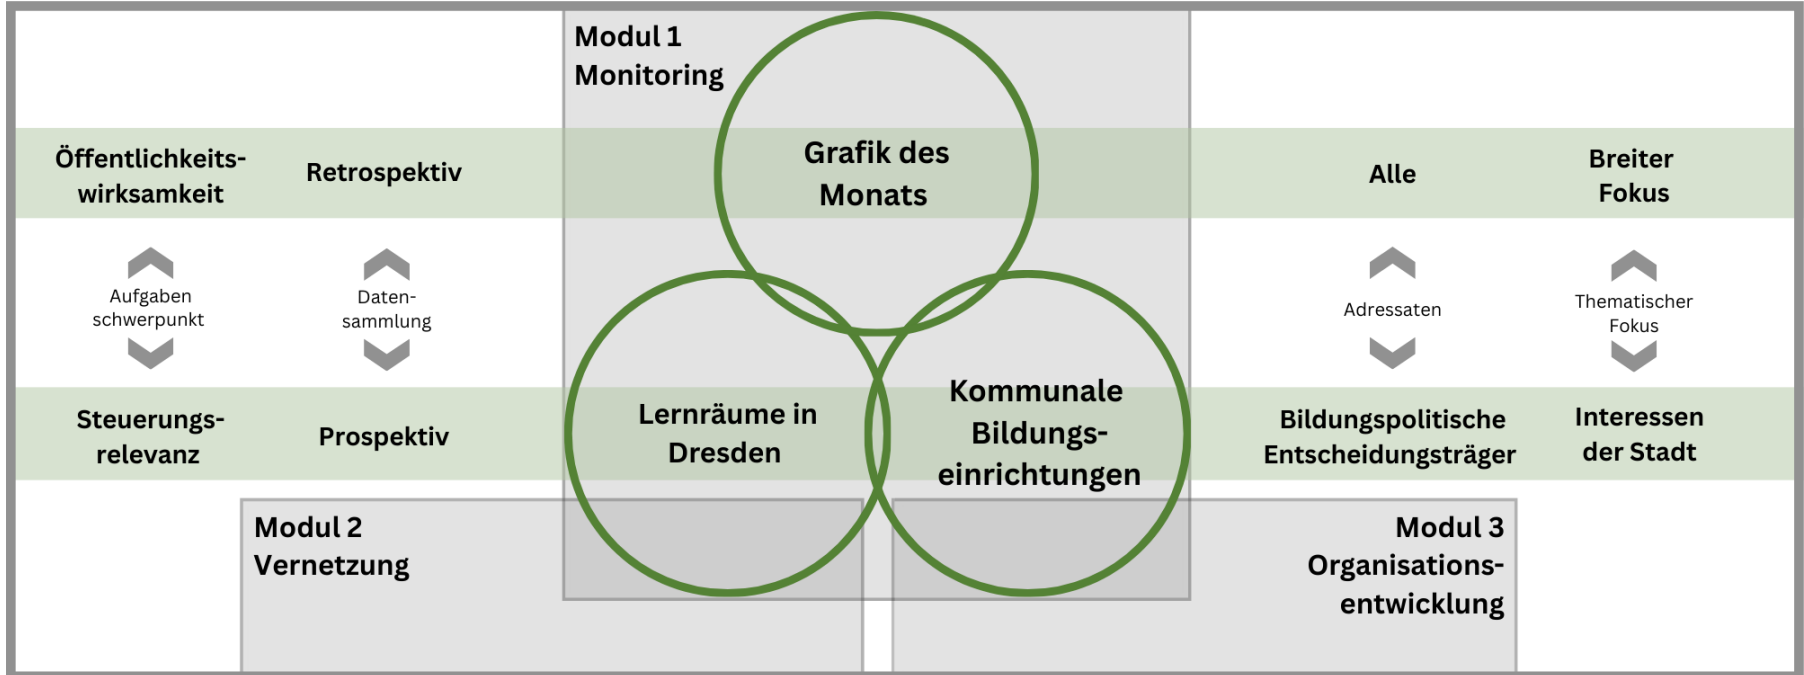 Modul 1
Monitoring
Öffentlichkeits-
wirksamkeit
Retrospektiv
Grafik des
Monats
Alle
Breiter
Fokus
Aufgaben
schwerpunkt
Daten-
sammlung
Adressaten
Thematischer
Fokus
Steuerungs-
relevanz
Prospektiv
Lernräume in
Dresden
Kommunale
Bildungs-
einrichtungen
Bildungspolitische
Entscheidungsträger
Interessen
der Stadt
Modul 2
Vernetzung
Modul 3
Organisations-
entwicklung